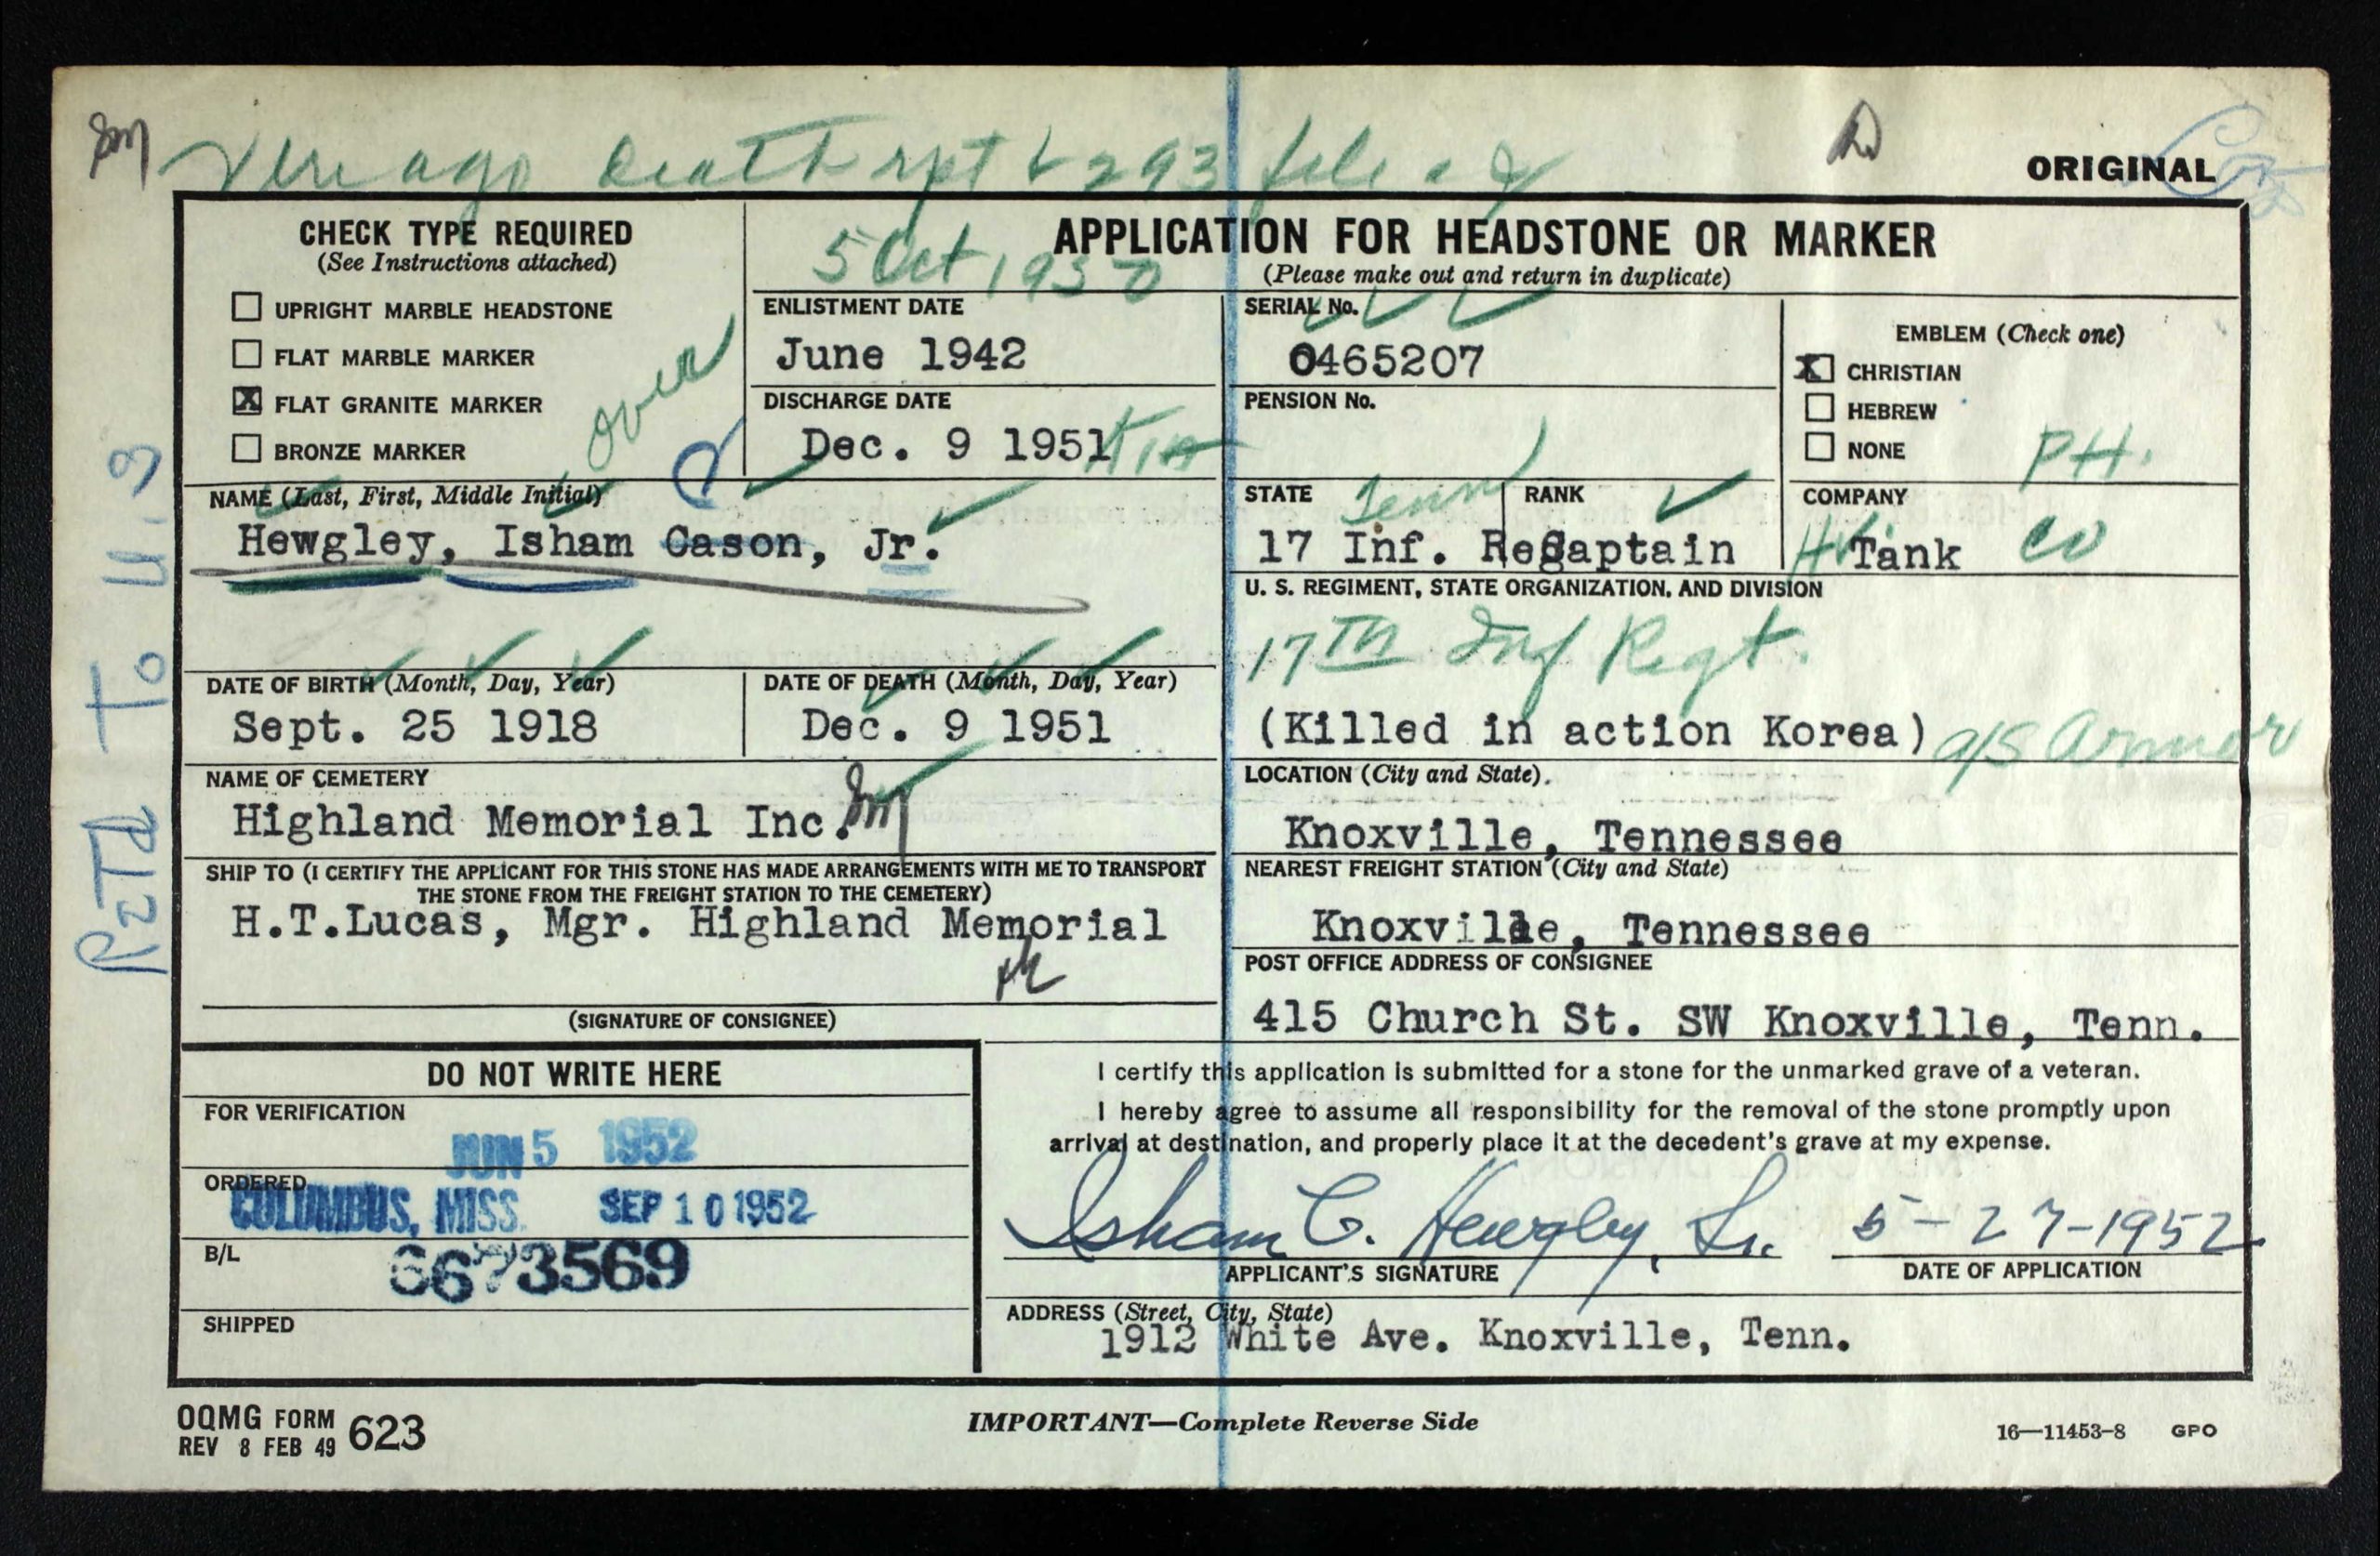 ORIGINAL
death rpt & 293 file
CHECK TYPE REQUIRED
(See Instructions attached)
UPRIGHT MARBLE HEADSTONE
FLAT MARBLE MARKER
X FLAT GRANITE MARKER
BRONZE MARKER
over
5 Oct 1950
APPLICATION FOR HEADSTONE OR MARKER
(Please make out and return in duplicate)
ENLISTMENT DATE
June 1942
DISCHARGE DATE
Dec. 9 1951
SERIAL No.
0465207
PENSION No.
EMBLEM (Check one)
X CHRISTIAN
HEBREW
NONE
PH.
NAME (Last, First, Middle Initial)
Hewgley, Isham Cason, Jr.
STATE Tenn
17 Inf. Reg
RANK
Captain
COMPANY
Hv. Tank Co
U. S. REGIMENT, STATE ORGANIZATION, AND DIVISION
17TH Inf Regt.
(Killed in action Korea) a/s Armor
DATE OF BIRTH (Month, Day, Year)
Sept. 25 1918
DATE OF DEATH (Month, Day, Year)
Dec. 9 1951
NAME OF CEMETERY
Highland Memorial Inc.
LOCATION (City and State).
Knoxville, Tennessee
SHIP TO (I CERTIFY THE APPLICANT FOR THIS STONE HAS MADE ARRANGEMENTS WITH ME TO TRANSPORT
THE STONE FROM THE FREIGHT STATION TO THE CEMETERY)
H.T.Lucas, Mgr. Highland Memorial
(SIGNATURE OF CONSIGNEE)
NEAREST FREIGHT STATION (City and State)
Knoxville, Tennessee
POST OFFICE ADDRESS OF CONSIGNEE
415 Church St. SW Knoxville, Tenn.
DO NOT WRITE HERE
FOR VERIFICATION
JUN 5 1952
ORDERED
COLUMBUS, MISS. SEP 10 1952
B/L
6673569
SHIPPED
I certify this application is submitted for a stone for the unmarked grave of a veteran.
I hereby agree to assume all responsibility for the removal of the stone promptly upon
arrival at destination, and properly place it at the decedent's grave at my expense.
Isham C. Hewgley, Sr. 5-27-1952
APPLICANT'S SIGNATURE
DATE OF APPLICATION
ADDRESS (Street, City, State)
1912 White Ave. Knoxville, Tenn.
OQMG FORM 623
REV 8 FEB 49
IMPORTANT—Complete Reverse Side
16—11453-8 GPO